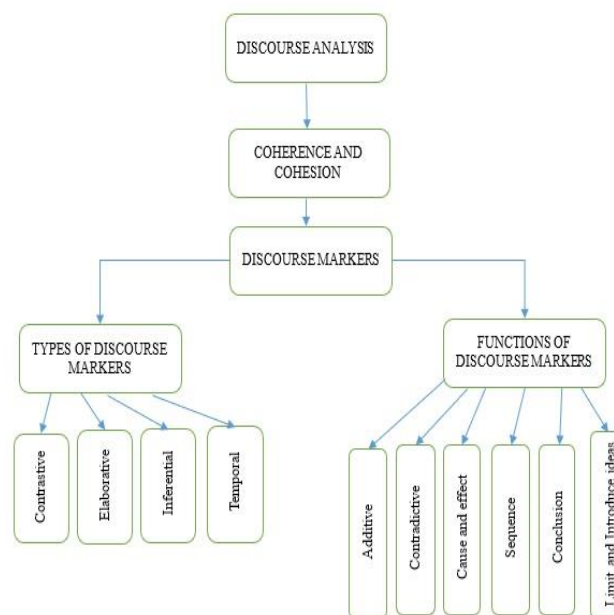 DISCOURSE ANALYSIS
COHERENCE AND
COHESION
DISCOURSE MARKERS
TYPES OF DISCOURSE
MARKERS
FUNCTIONS OF
DISCOURSE MARKERS
Contrastive
Elaborative
Inferential
Temporal
Additive
Contradictive
Cause and effect
Sequence
Conclusion
Limit and Introduce ideas